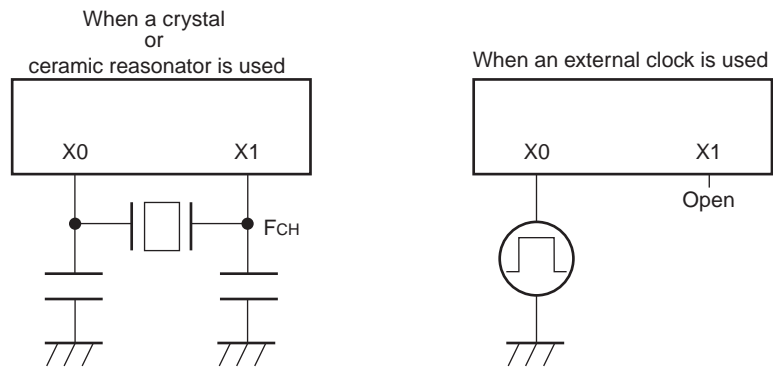 When a crystal
or
ceramic reasonator is used
X0
X1
FCH
When an external clock is used
X0
X1
Open